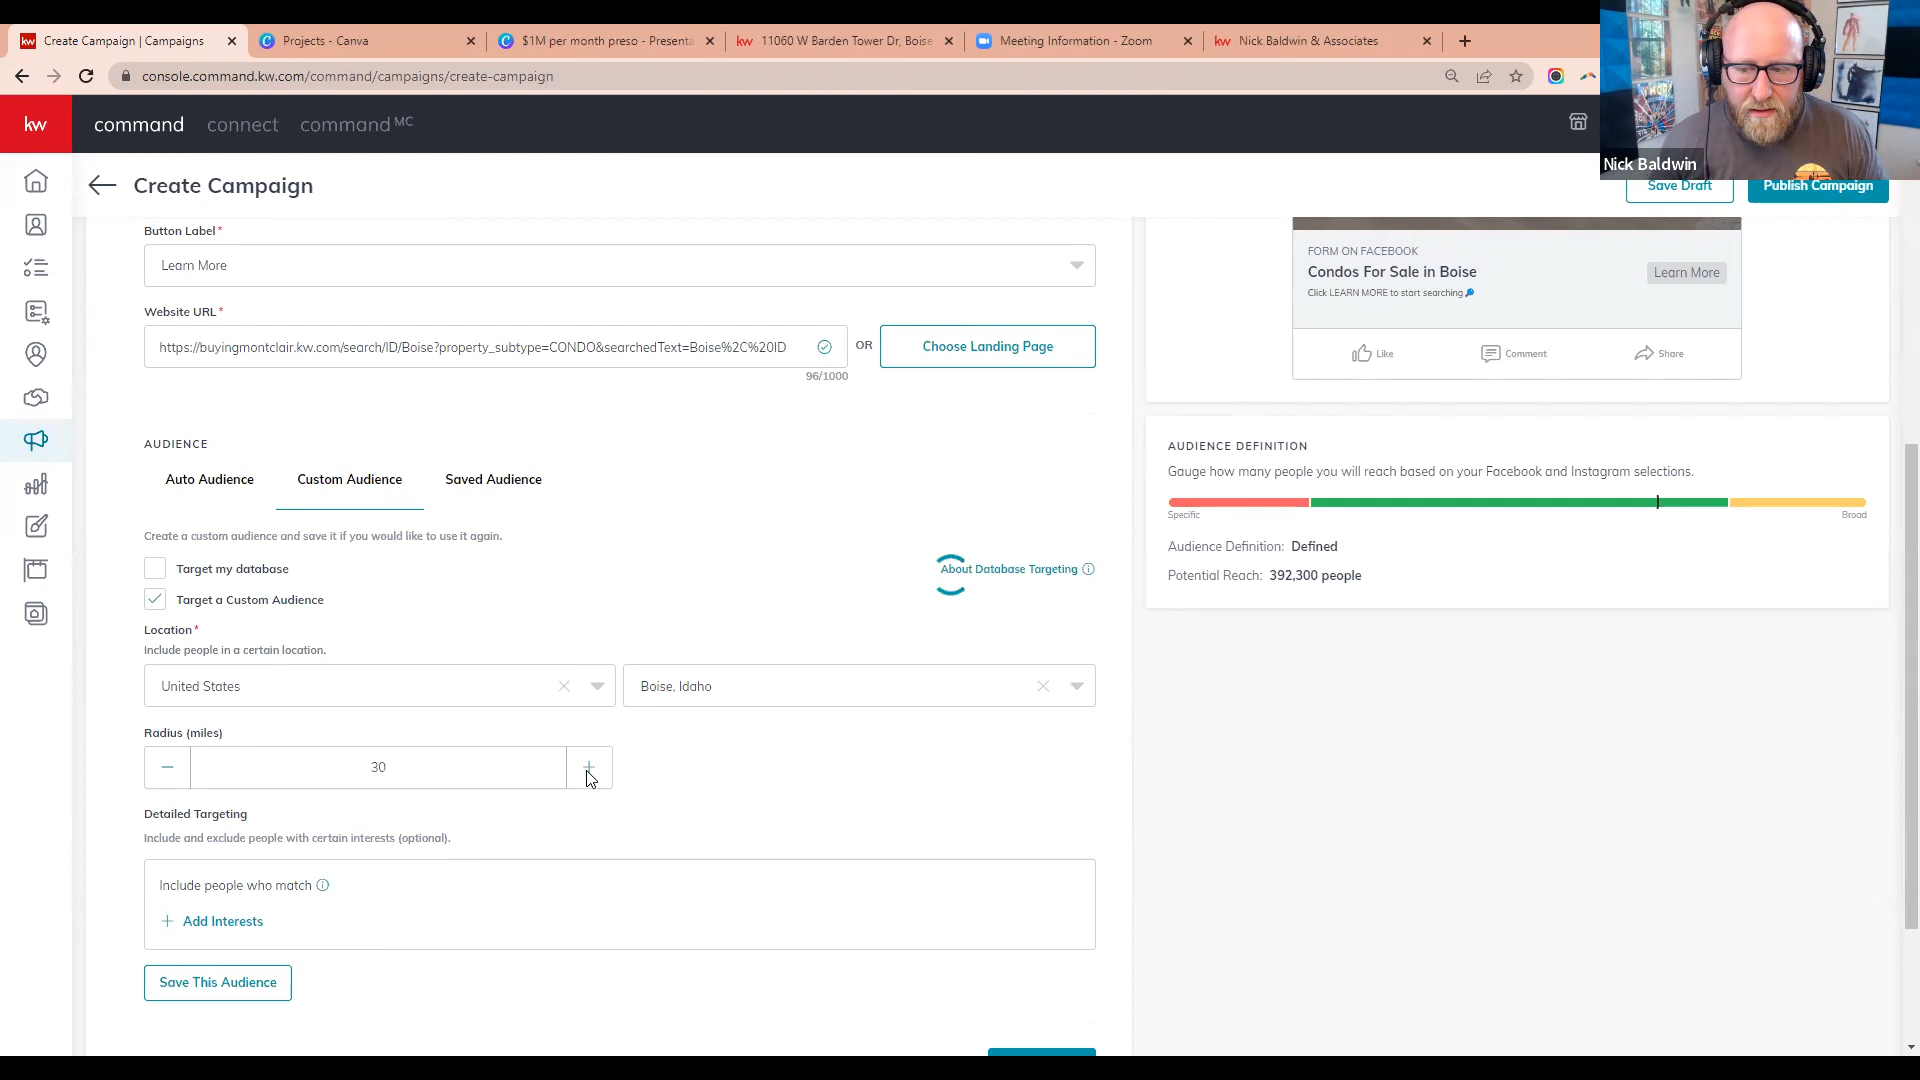 Create Campaign | Campaigns
Projects - Canva
$1M per month preso - Presenta
11060 W Barden Tower Dr, Boise
Meeting Information - Zoom
Nick Baldwin & Associates
console.command.kw.com/command/campaigns/create-campaign
kw
command
connect
command MC
Nick Baldwin
Create Campaign
Save Draft
Publish Campaign
Button Label*
Learn More
Website URL*
https://buyingmontclair.kw.com/search/ID/Boise?property_subtype=CONDO&searchedText=Boise%2C%20ID
OR
Choose Landing Page
96/1000
AUDIENCE
Auto Audience
Custom Audience
Saved Audience
Create a custom audience and save it if you would like to use it again.
Target my database
About Database Targeting
Target a Custom Audience
Location*
Include people in a certain location.
United States
Boise, Idaho
Radius (miles)
30
Detailed Targeting
Include and exclude people with certain interests (optional).
Include people who match
Add Interests
Save This Audience
FORM ON FACEBOOK
Condos For Sale in Boise
Learn More
Click LEARN MORE to start searching
Like
Comment
Share
AUDIENCE DEFINITION
Gauge how many people you will reach based on your Facebook and Instagram selections.
Specific
Broad
Audience Definition: Defined
Potential Reach: 392,300 people